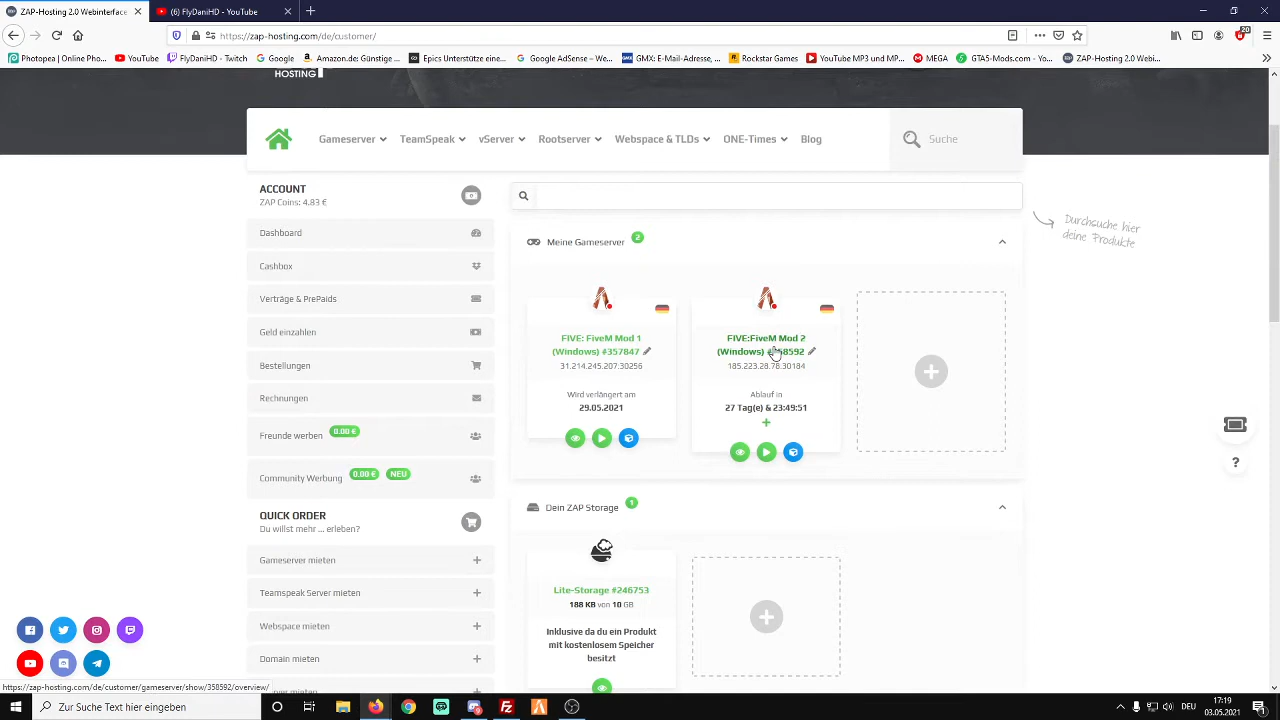 ZAP-Hosting 2.0 Webinterface
(6) FlyDaniHD - YouTube
https://zap-hosting.com/de/customer/
20
Photopea | Online Pho...
YouTube
FlyDaniHD - Twitch
Google
Amazon.de: Günstige ...
Epics Unterstütze eine...
Google AdSense – We...
GMX: E-Mail-Adresse, ...
Rockstar Games
YouTube MP3 und MP...
MEGA
GTA5-Mods.com - Yo...
ZAP-Hosting 2.0 Webi...
HOSTING
Gameserver
TeamSpeak
vServer
Rootserver
Webspace & TLDs
ONE-Times
Blog
Suche
ACCOUNT
ZAP Coins: 4.83 €
Dashboard
Cashbox
Verträge & PrePaids
Geld einzahlen
Bestellungen
Rechnungen
Freunde werben 0.00 €
Community Werbung 0.00 € NEU
QUICK ORDER
Du willst mehr ... erleben?
Gameserver mieten
Teamspeak Server mieten
Webspace mieten
Domain mieten
Durchsuche hier
deine Produkte
Meine Gameserver 2
FIVE: FiveM Mod 1
(Windows) #357847
31.214.245.207:30256
Wird verlängert am
29.05.2021
FIVE:FiveM Mod 2
(Windows) #358592
185.223.28.78:30184
Ablauf in
27 Tag(e) & 23:49:51
Dein ZAP Storage 1
Lite-Storage #246753
188 KB von 10 GB
Inklusive da du ein Produkt
mit kostenlosem Speicher
besitzt
?
https://zap-hosting.com/de/customer/gameserver/show/358592/overview/
Zur Suche Text hier eingeben
DEU
17:19
03.05.2021